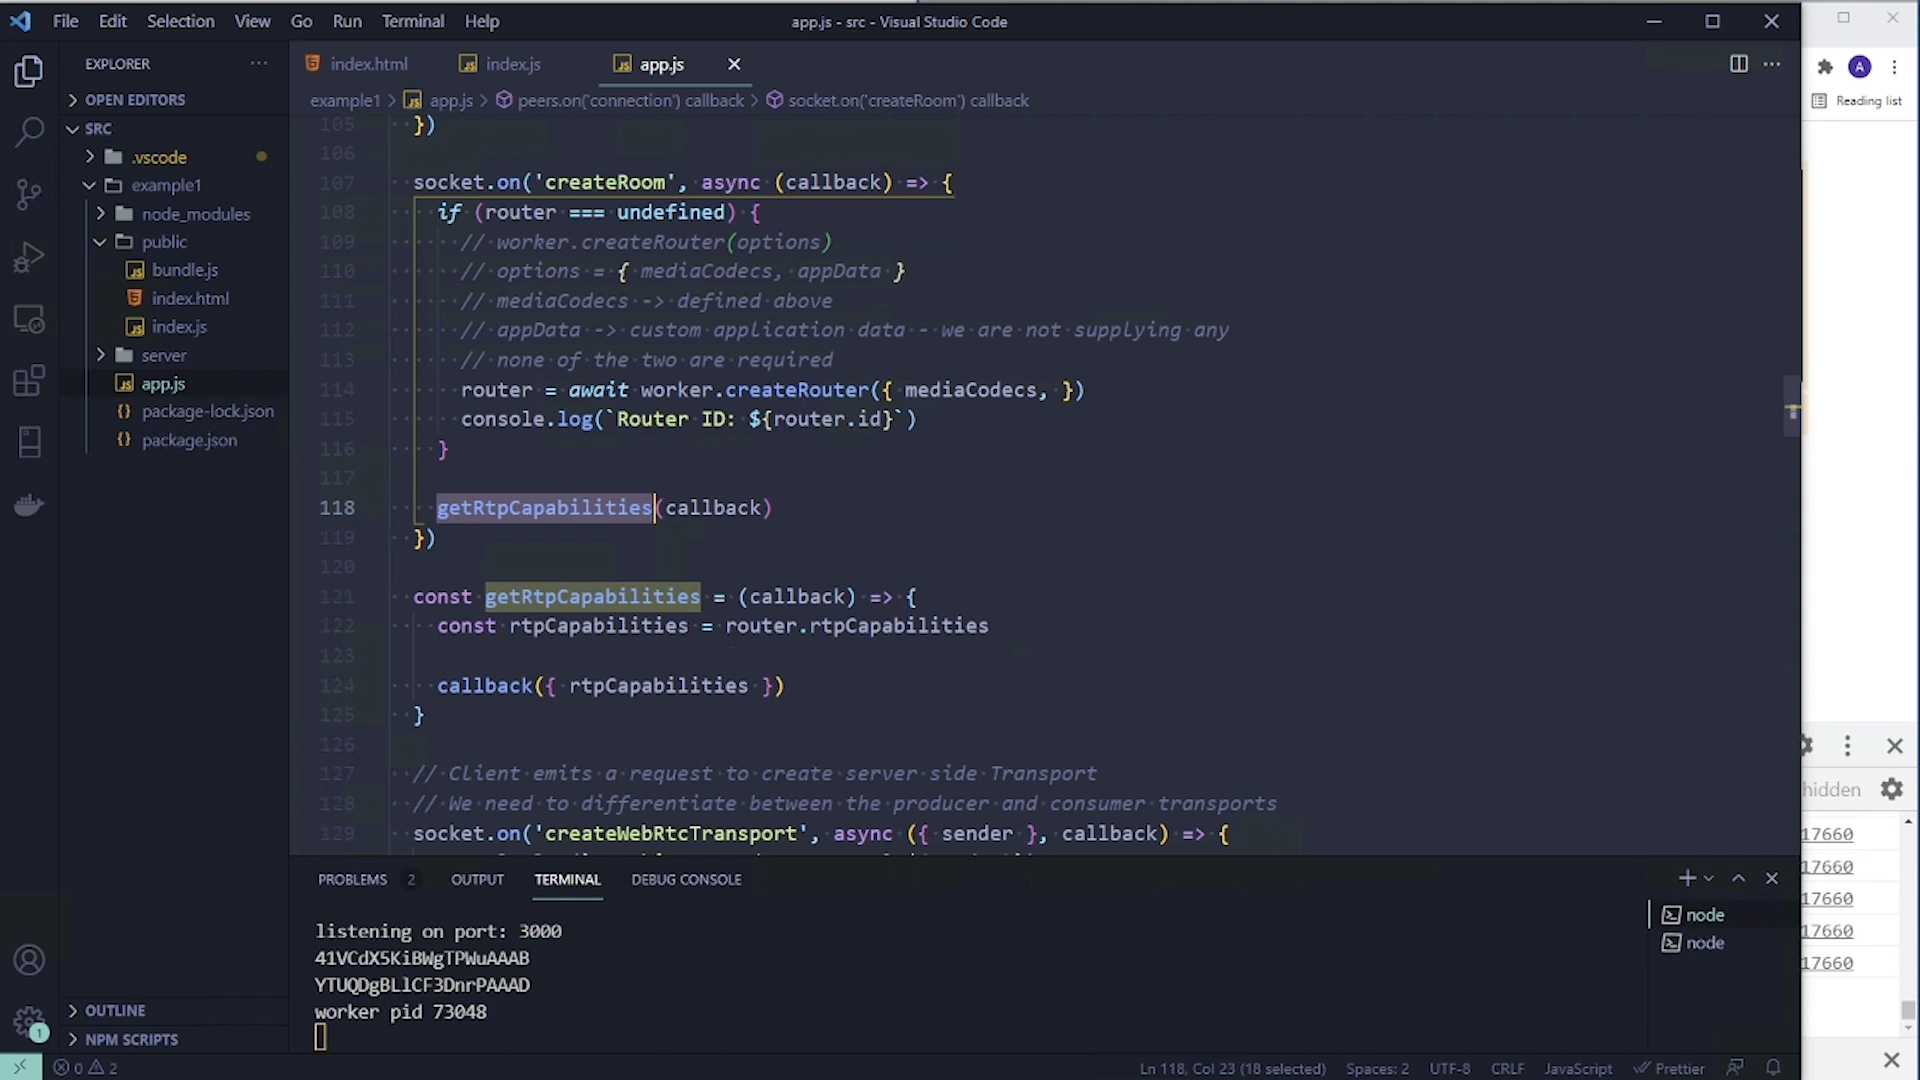 File Edit Selection View Go Run Terminal Help
app.js - src - Visual Studio Code
EXPLORER
OPEN EDITORS
SRC
.vscode
example1
node_modules
public
bundle.js
index.html
index.js
server
app.js
package-lock.json
package.json
OUTLINE
NPM SCRIPTS
index.html index.js app.js
example1 > app.js > peers.on('connection') callback > socket.on('createRoom') callback
105 })
106
107 socket.on('createRoom', async (callback) => {
108 if (router === undefined) {
109 // worker.createRouter(options)
110 // options = { mediaCodecs, appData }
111 // mediaCodecs -> defined above
112 // appData -> custom application data - we are not supplying any
113 // none of the two are required
114 router = await worker.createRouter({ mediaCodecs, })
115 console.log(`Router ID: ${router.id}`)
116 }
117
118 getRtpCapabilities(callback)
119 })
120
121 const getRtpCapabilities = (callback) => {
122 const rtpCapabilities = router.rtpCapabilities
123
124 callback({ rtpCapabilities })
125 }
126
127 // Client emits a request to create server side Transport
128 // We need to differentiate between the producer and consumer transports
129 socket.on('createWebRtcTransport', async ({ sender }, callback) => {
PROBLEMS 2 OUTPUT TERMINAL DEBUG CONSOLE
listening on port: 3000
41VCdX5KiBWgTPWuAAAB
YTUQDgBLlCF3DnrPAAAD
worker pid 73048
node
node
1
0 2
Ln 118, Col 23 (18 selected) Spaces: 2 UTF-8 CRLF JavaScript Prettier
A
Reading list
hidden
17660
17660
17660
17660
17660